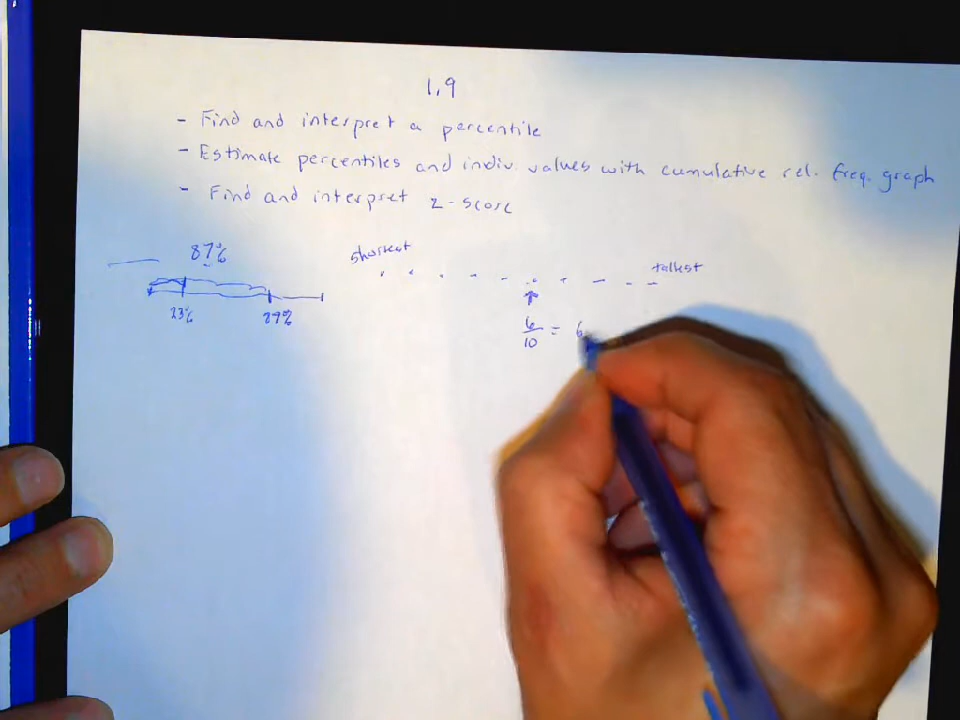 1.9
- Find and interpret a percentile
- Estimate percentiles and indiv. values with cumulative rel. freq. graph
- Find and interpret z-score
87%
shortest
tallest
23%
6/10 = 6